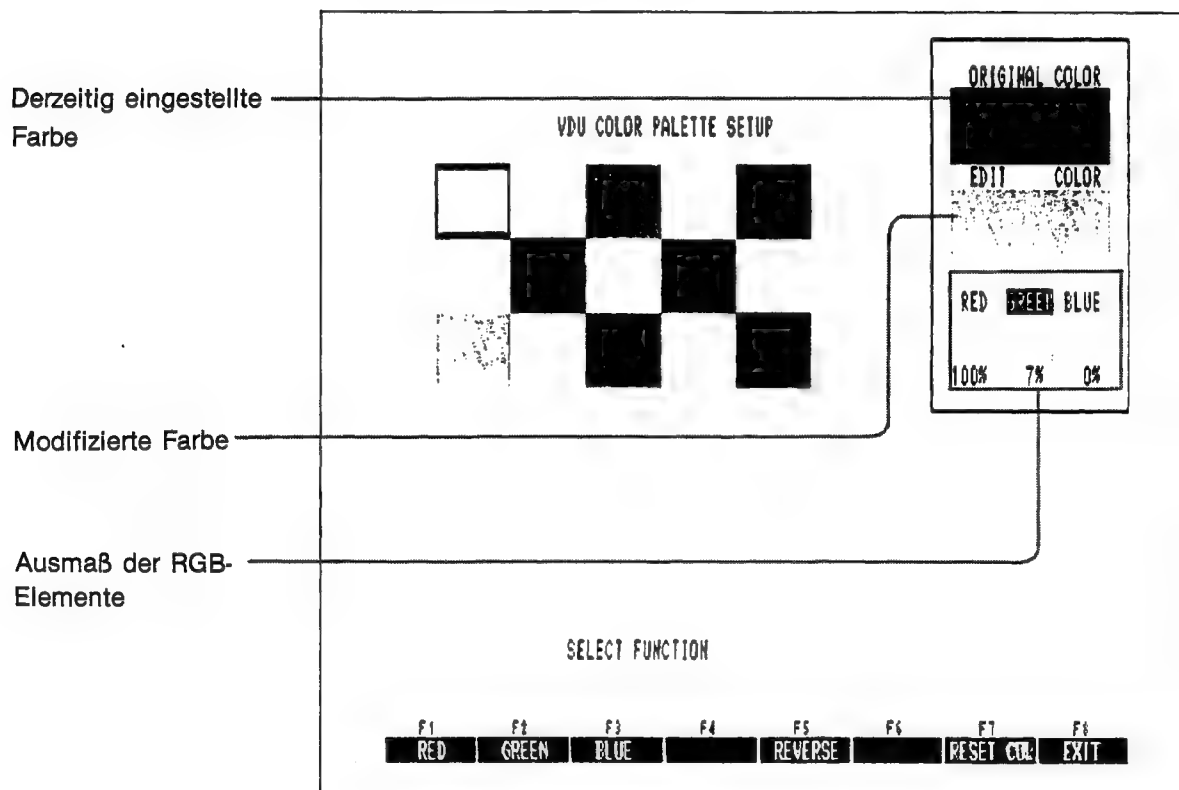 ORIGINAL COLOR
Derzeitig eingestellte
Farbe
VDU COLOR PALETTE SETUP
EDIT COLOR
RED GREEN BLUE
100% 7% 0%
Modifizierte Farbe
Ausmaß der RGB-
Elemente
SELECT FUNCTION
F1 F2 F3 F4 F5 F6 F7 F8
RED GREEN BLUE REVERSE RESET COL EXIT